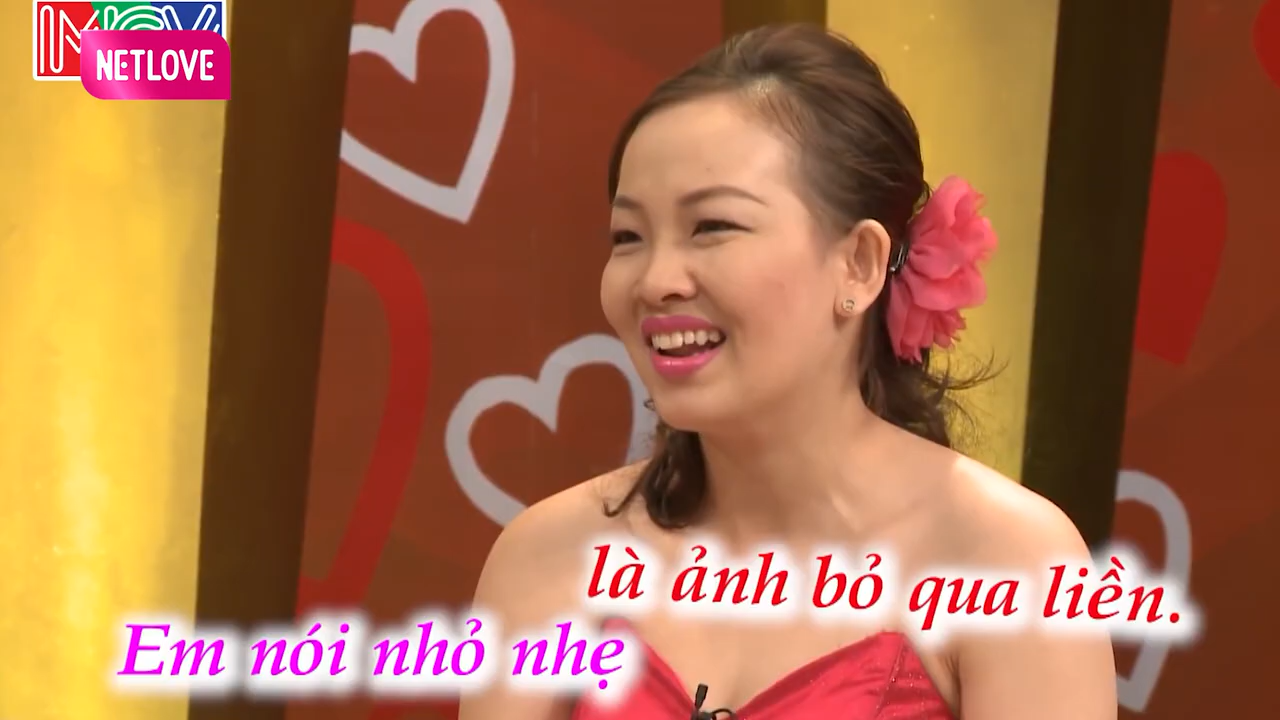 NETLOVE
Em nói nhỏ nhẹ
là ảnh bỏ qua liền.